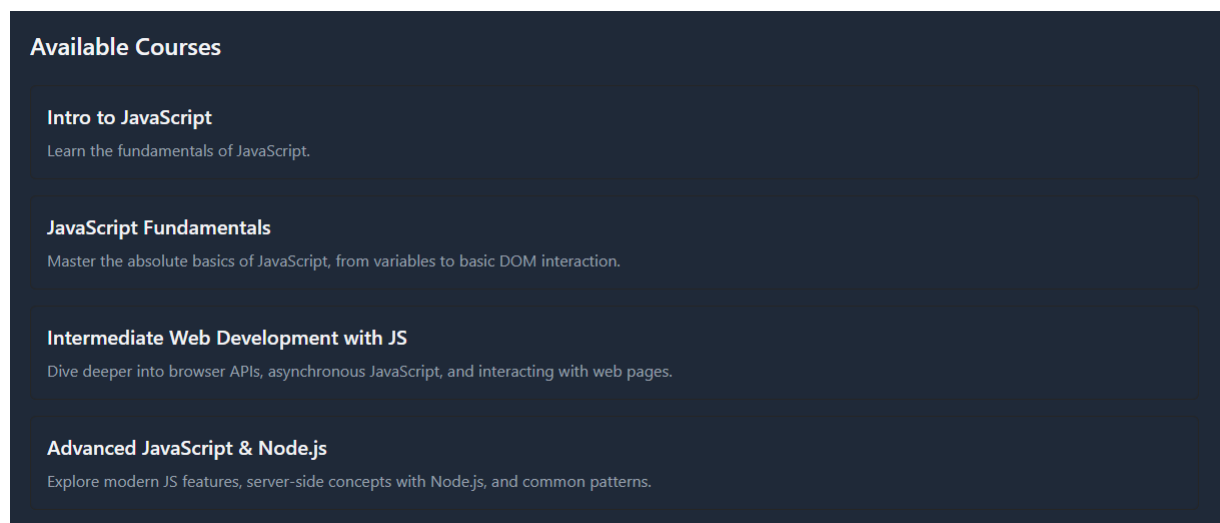 Available Courses
Intro to JavaScript
Learn the fundamentals of JavaScript.
JavaScript Fundamentals
Master the absolute basics of JavaScript, from variables to basic DOM interaction.
Intermediate Web Development with JS
Dive deeper into browser APIs, asynchronous JavaScript, and interacting with web pages.
Advanced JavaScript & Node.js
Explore modern JS features, server-side concepts with Node.js, and common patterns.